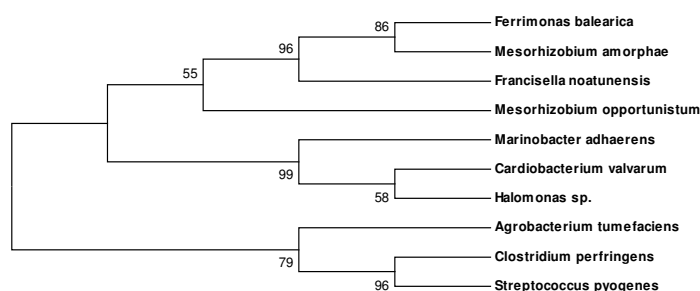 86
Ferrimonas balearica
96
Mesorhizobium amorphae
55
Francisella noatunensis
Mesorhizobium opportunistum
Marinobacter adhaerens
99
Cardiobacterium valvarum
58
Halomonas sp.
Agrobacterium tumefaciens
79
Clostridium perfringens
96
Streptococcus pyogenes